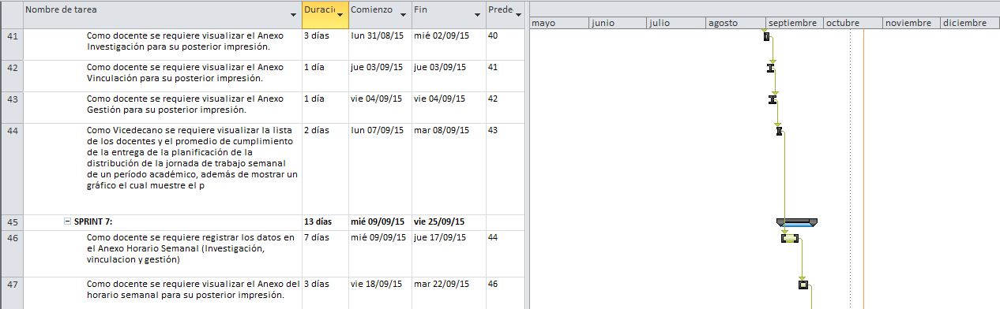 Nombre de tarea Duraci Comienzo Fin Prede
mayo junio julio agosto septiembre octubre noviembre diciembre
41 Como docente se requiere visualizar el Anexo 3 días lun 31/08/15 mié 02/09/15 40
Investigación para su posterior impresión.
42 Como docente se requiere visualizar el Anexo 1 día jue 03/09/15 jue 03/09/15 41
Vinculación para su posterior impresión.
43 Como docente se requiere visualizar el Anexo 1 día vie 04/09/15 vie 04/09/15 42
Gestión para su posterior impresión.
44 Como Vicedecano se requiere visualizar la lista 2 días lun 07/09/15 mar 08/09/15 43
de los docentes y el promedio de cumplimiento
de la entrega de la planificación de la
distribución de la jornada de trabajo semanal
de un período académico, además de mostrar un
gráfico el cual muestre el p
45 SPRINT 7: 13 días mié 09/09/15 vie 25/09/15
46 Como docente se requiere registrar los datos en 7 días mié 09/09/15 jue 17/09/15 44
el Anexo Horario Semanal (Investigación,
vinculacion y gestión)
47 Como docente se requiere visualizar el Anexo del 3 días vie 18/09/15 mar 22/09/15 46
horario semanal para su posterior impresión.